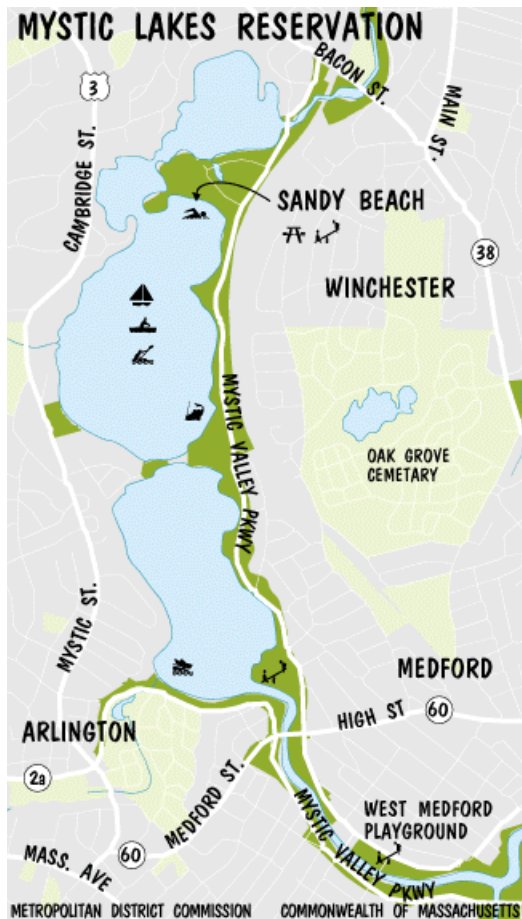 MYSTIC LAKES RESERVATION
BACON ST.
3
MAIN ST.
CAMBRIDGE ST.
SANDY BEACH
38
WINCHESTER
MYSTIC VALLEY PKWY
OAK GROVE
CEMETARY
MYSTIC ST.
MEDFORD
HIGH ST
60
ARLINGTON
2a
MEDFORD ST.
WEST MEDFORD
PLAYGROUND
MYSTIC VALLEY PKWY
60
MASS. AVE
METROPOLITAN DISTRICT COMMISSION
COMMONWEALTH OF MASSACHUSETTS